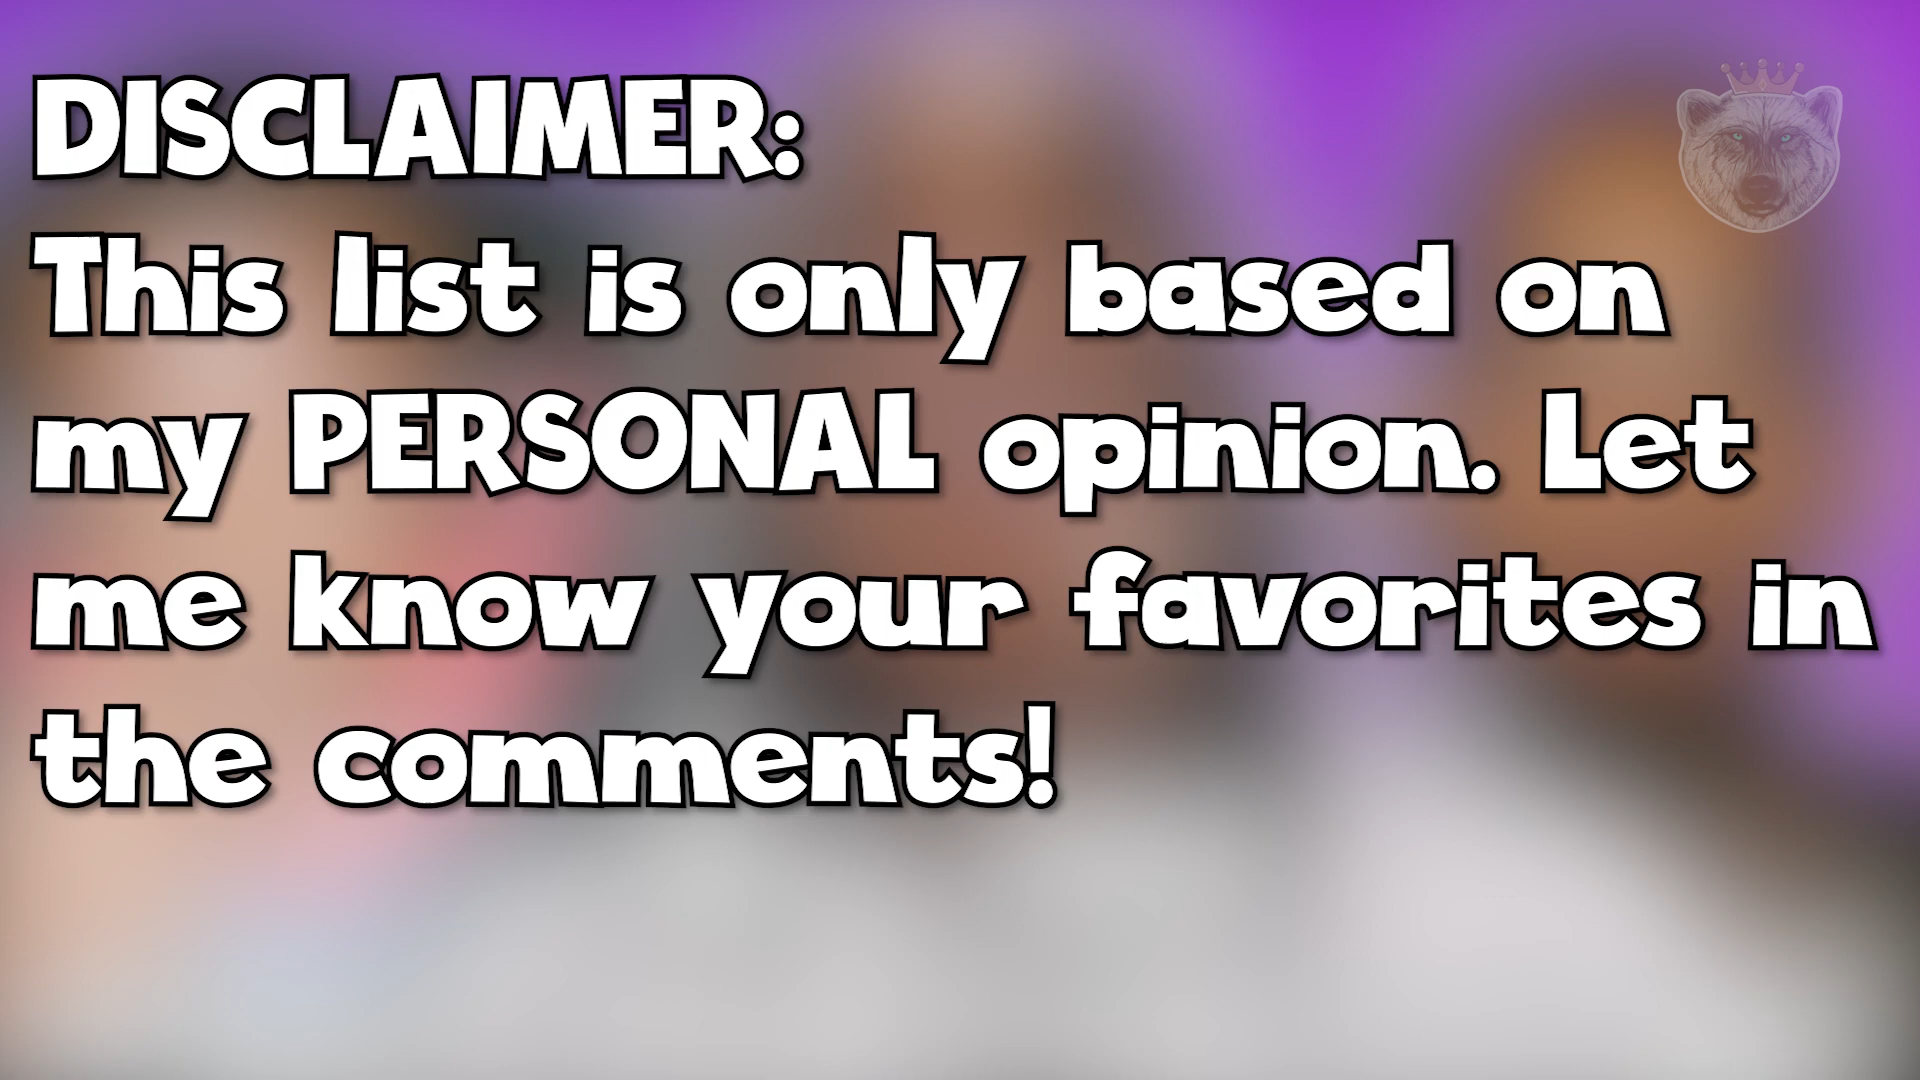 DISCLAIMER:
This list is only based on
my PERSONAL opinion. Let
me know your favorites in
the comments!